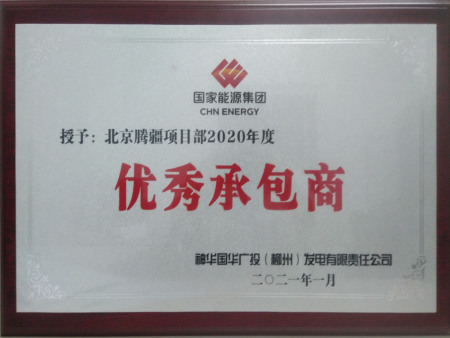 国家能源集团
CHN ENERGY
授予：北京腾疆项目部2020年度
优秀承包商
神华国华广投（柳州）发电有限责任公司
二〇二一年一月